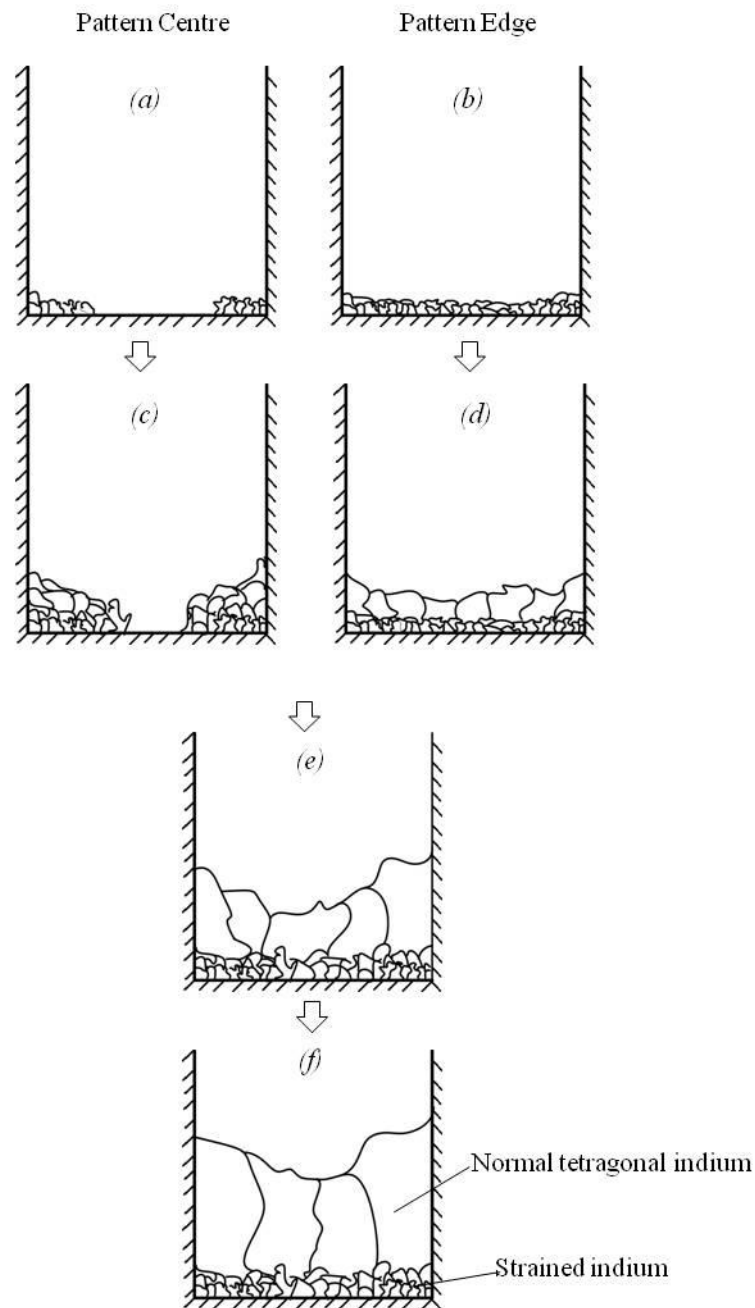 Pattern Centre
Pattern Edge
(a)
(b)
(c)
(d)
(e)
(f)
Normal tetragonal indium
Strained indium